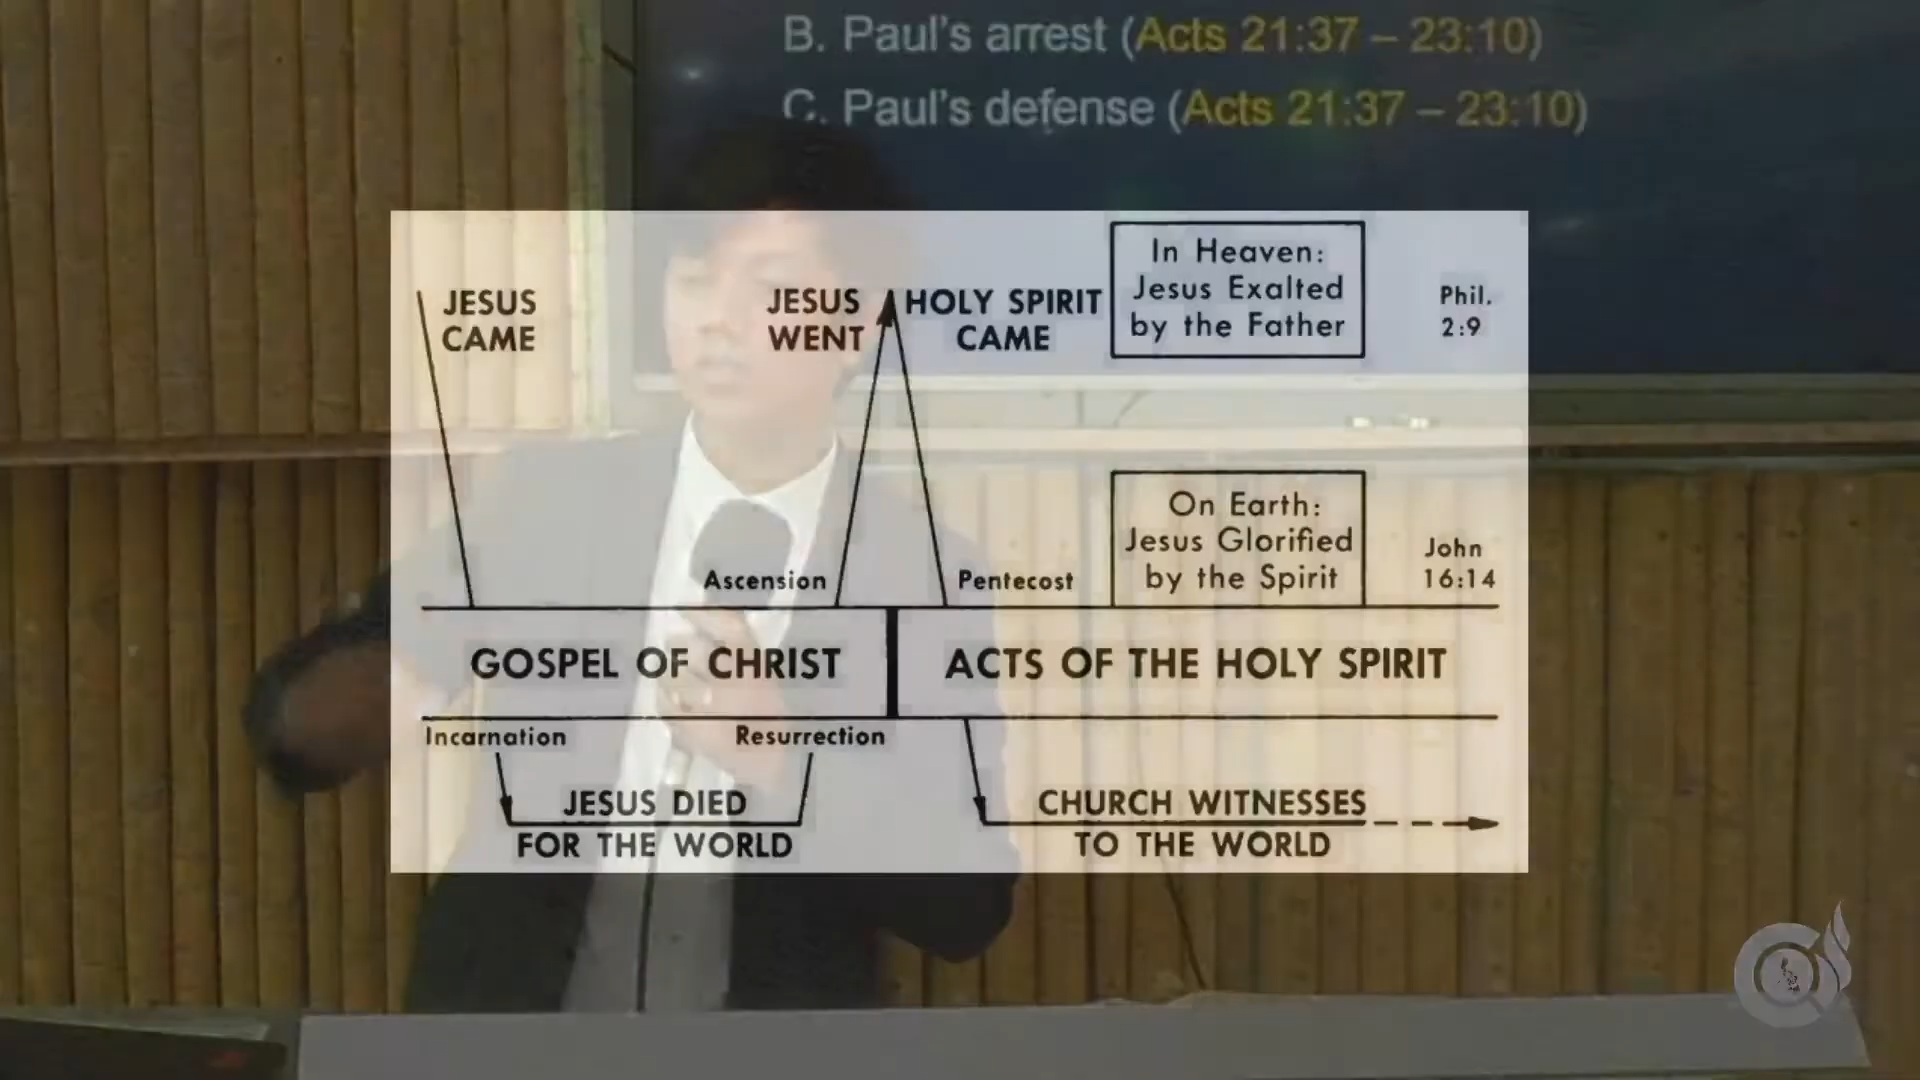 B. Paul's arrest (Acts 21:37 – 23:10)
C. Paul's defense (Acts 21:37 – 23:10)
JESUS
CAME
JESUS
WENT
HOLY SPIRIT
CAME
In Heaven:
Jesus Exalted
by the Father
Phil.
2:9
On Earth:
Jesus Glorified
by the Spirit
John
16:14
Ascension
Pentecost
GOSPEL OF CHRIST
ACTS OF THE HOLY SPIRIT
Incarnation
Resurrection
JESUS DIED
FOR THE WORLD
CHURCH WITNESSES
TO THE WORLD